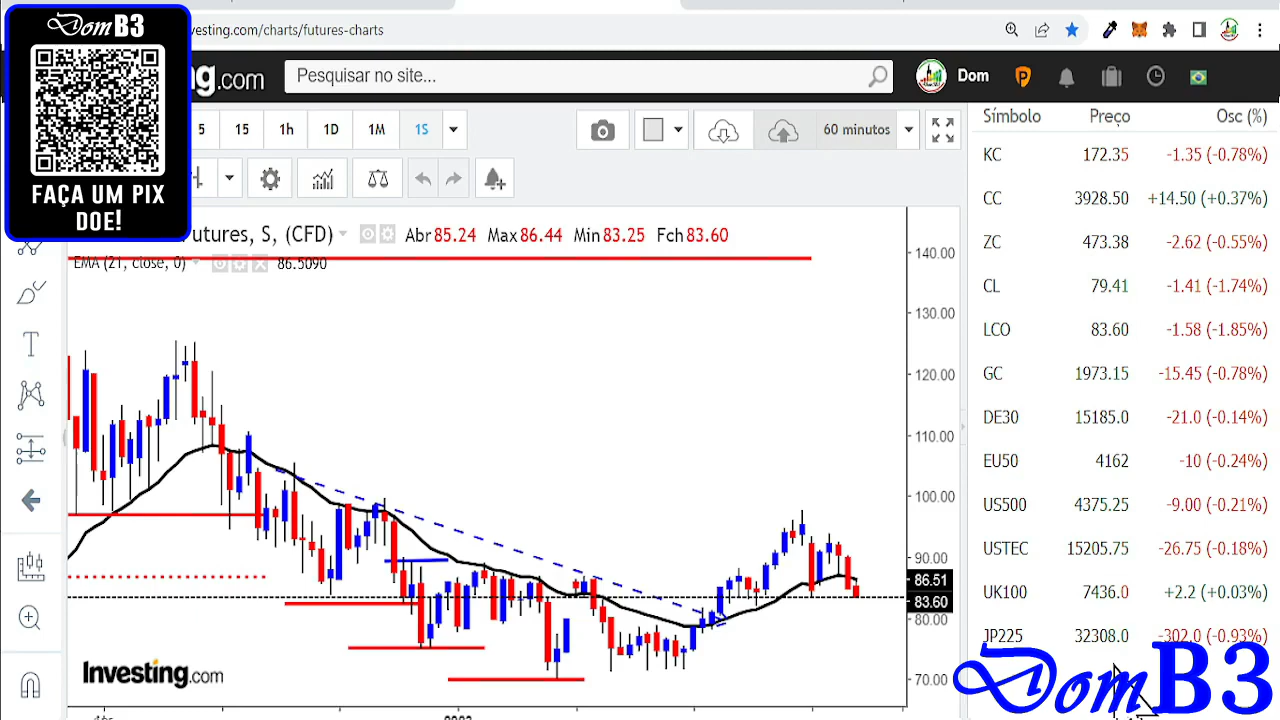 DomB3
FAÇA UM PIX
DOE!
vesting.com/charts/futures-charts
ng.com
Pesquisar no site...
Dom
5 15 1h 1D 1M 1S
60 minutos
utures, S, (CFD) Abr 85.24 Max 86.44 Min 83.25 Fch 83.60
EMA (21, close, 0) 86.5090
140.00
130.00
120.00
110.00
100.00
90.00
86.51
83.60
80.00
70.00
Investing.com
Símbolo Preço Osc (%)
KC 172.35 -1.35 (-0.78%)
CC 3928.50 +14.50 (+0.37%)
ZC 473.38 -2.62 (-0.55%)
CL 79.41 -1.41 (-1.74%)
LCO 83.60 -1.58 (-1.85%)
GC 1973.15 -15.45 (-0.78%)
DE30 15185.0 -21.0 (-0.14%)
EU50 4162 -10 (-0.24%)
US500 4375.25 -9.00 (-0.21%)
USTEC 15205.75 -26.75 (-0.18%)
UK100 7436.0 +2.2 (+0.03%)
JP225 32308.0 -302.0 (-0.93%)
DomB3